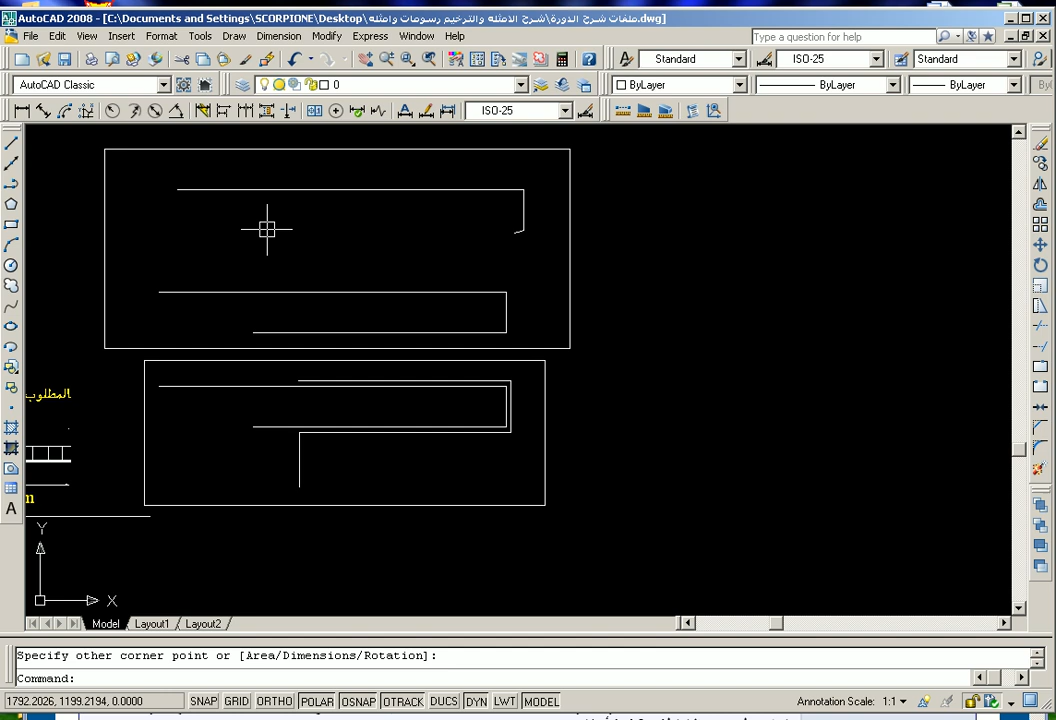 AutoCAD 2008 - [C:\Documents and Settings\SCORPIONE\Desktop\ملفات شرح الدورة\شرح الامثله والترخيم رسومات وامثله.dwg]
File Edit View Insert Format Tools Draw Dimension Modify Express Window Help
Type a question for help
Standard ISO-25 Standard
AutoCAD Classic 0 ByLayer ByLayer ByLayer
ISO-25
المطلوب
m
Y
X
A
Model Layout1 Layout2
Specify other corner point or [Area/Dimensions/Rotation]:
Command:
1792.2026, 1199.2194, 0.0000 SNAP GRID ORTHO POLAR OSNAP OTRACK DUCS DYN LWT MODEL Annotation Scale: 1:1